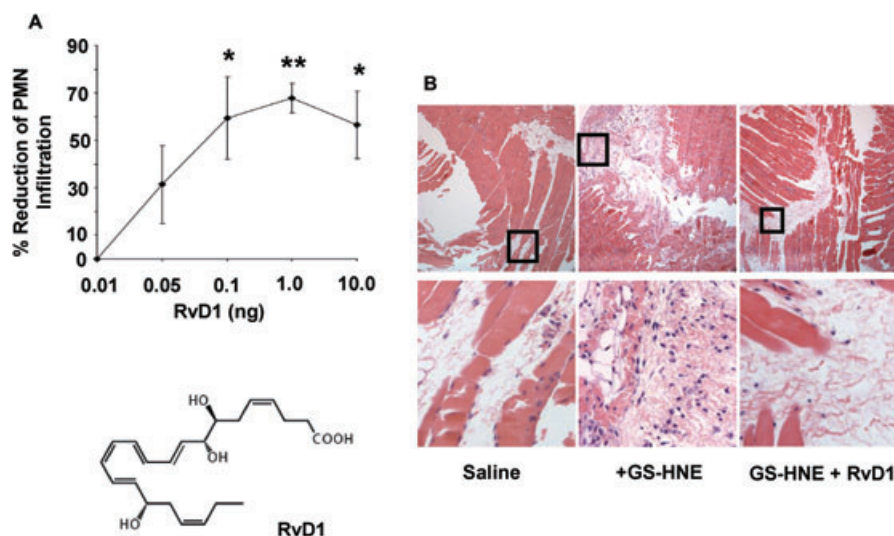 A
% Reduction of PMN
Infiltration
90
70
50
30
10
0
*
**
*
0.01 0.05 0.1 1.0 10.0
RvD1 (ng)
HO
OH
COOH
HO
RvD1
B
Saline +GS-HNE GS-HNE + RvD1